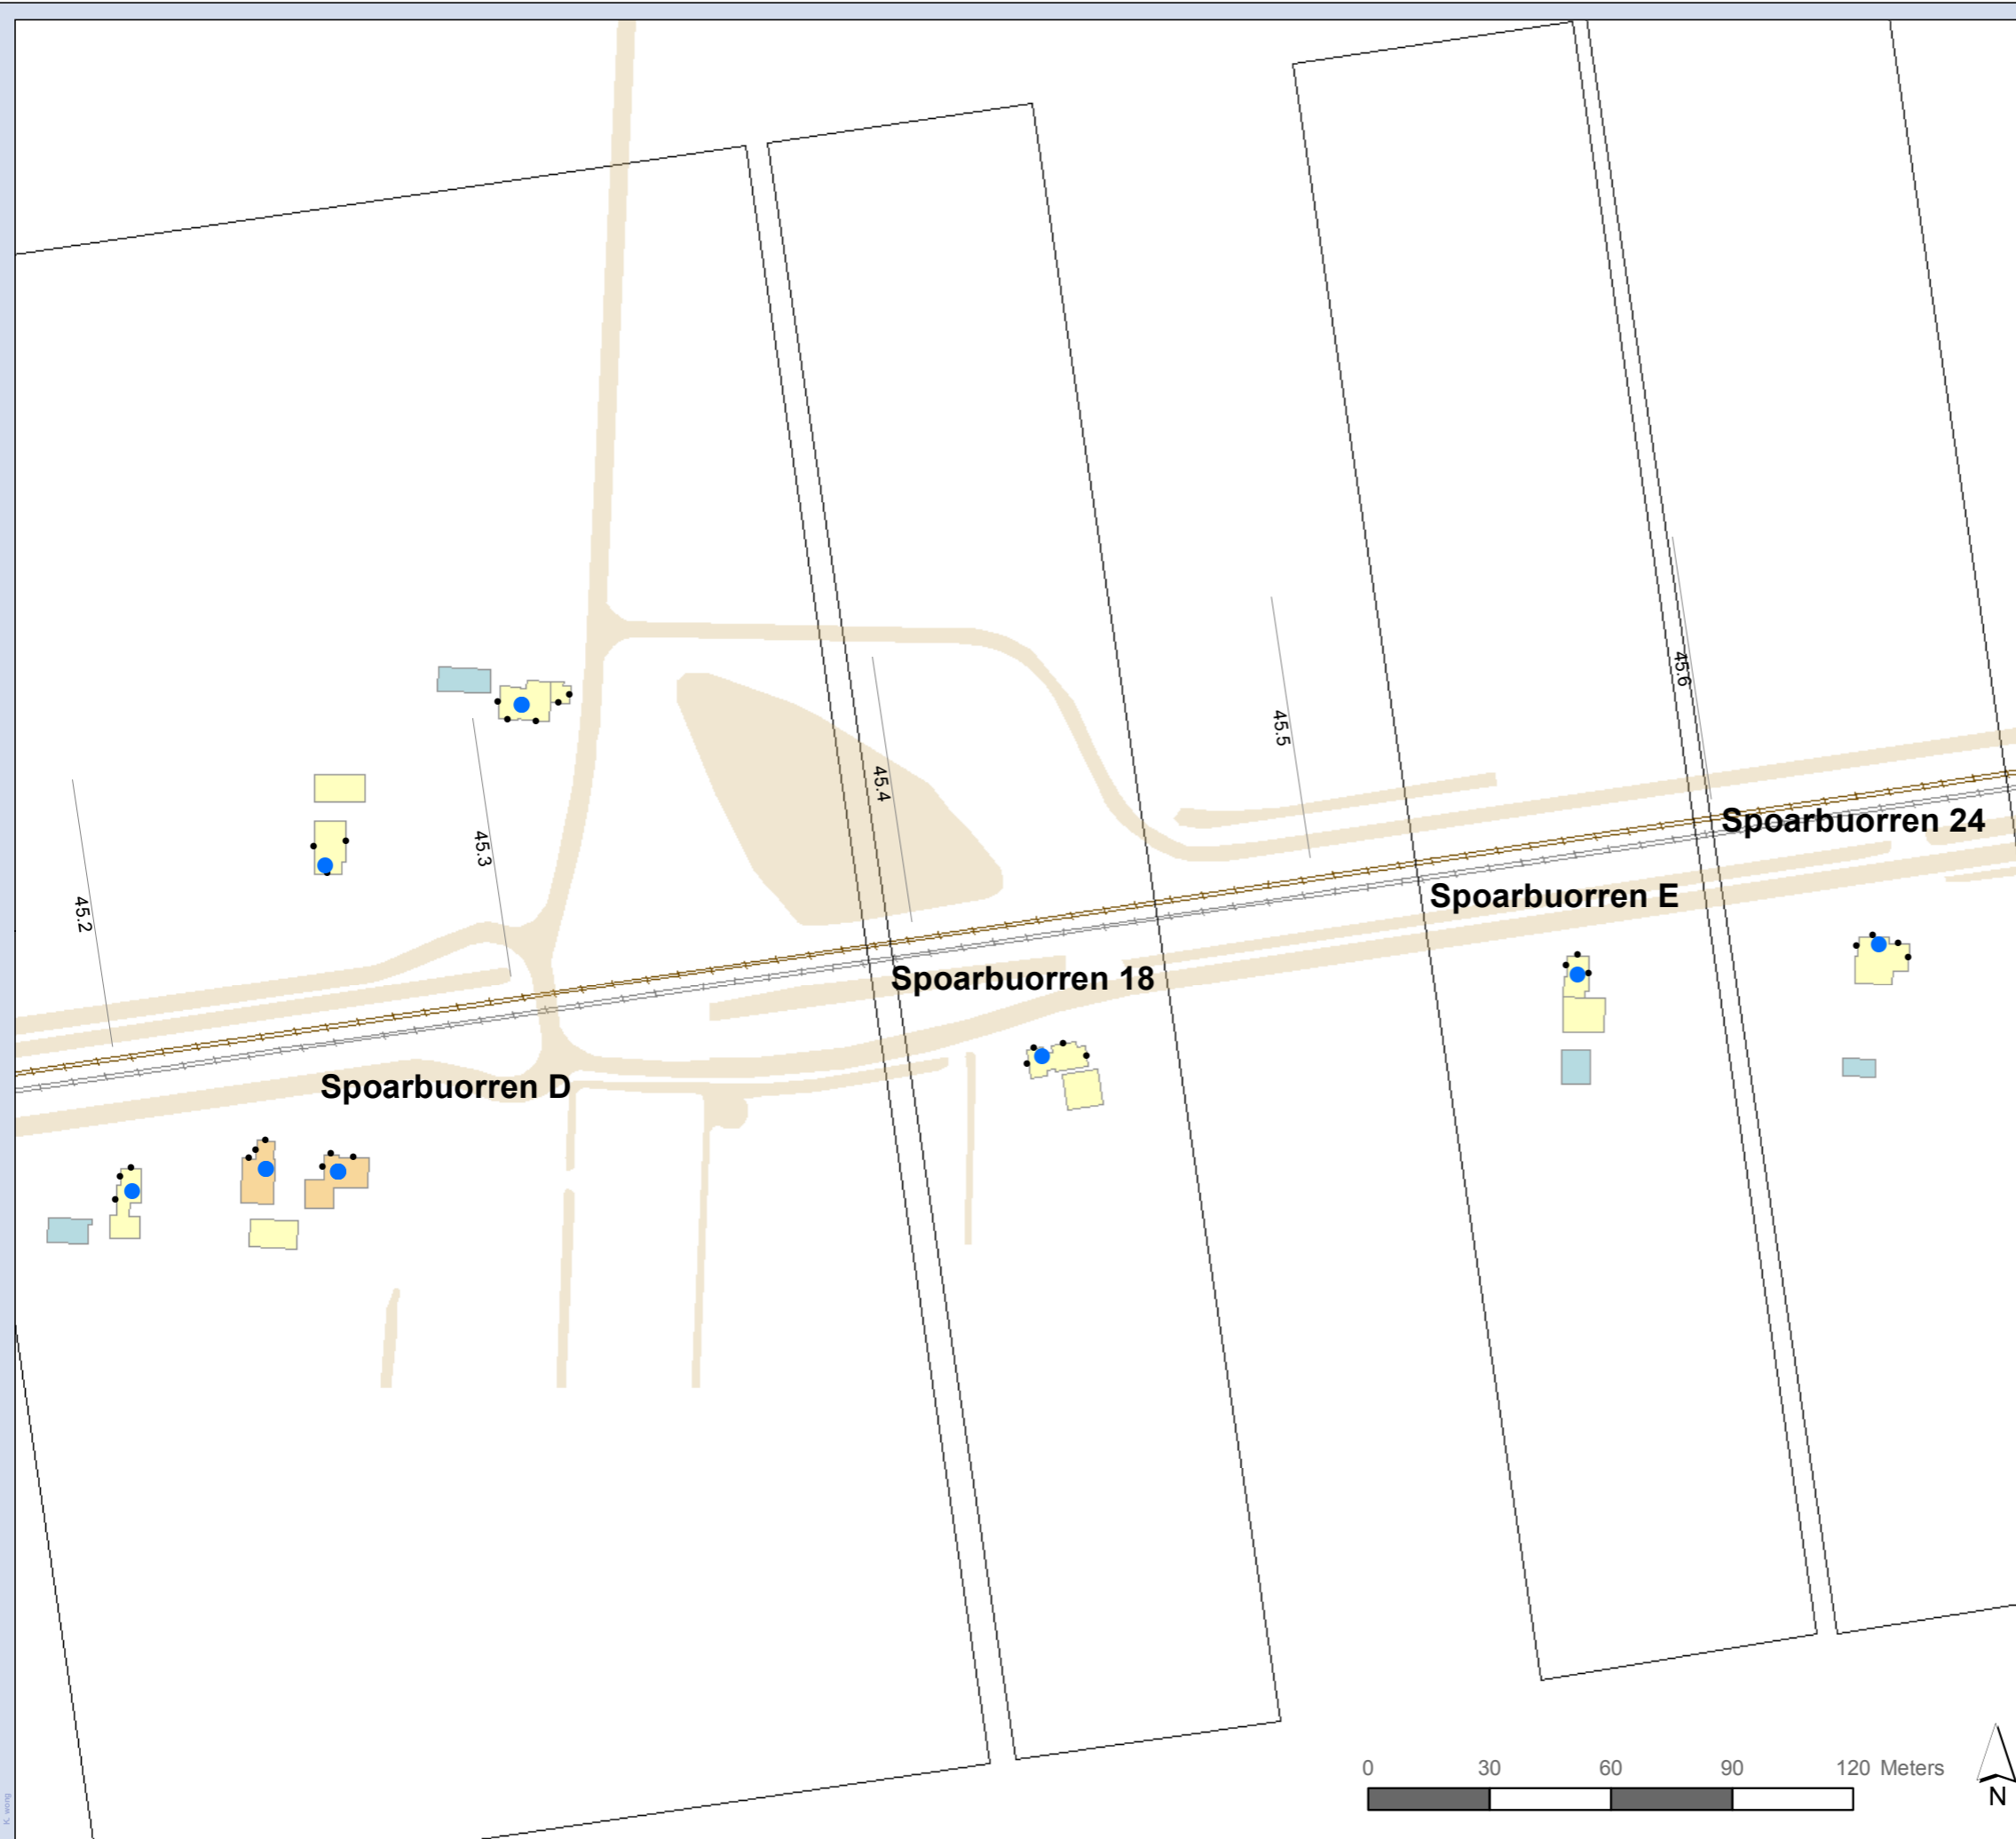 45.6
45.5
45.4
45.3
45.2
Spoarbuorren 24
Spoarbuorren E
Spoarbuorren 18
Spoarbuorren D
0 30 60 90 120 Meters
N
K. wong